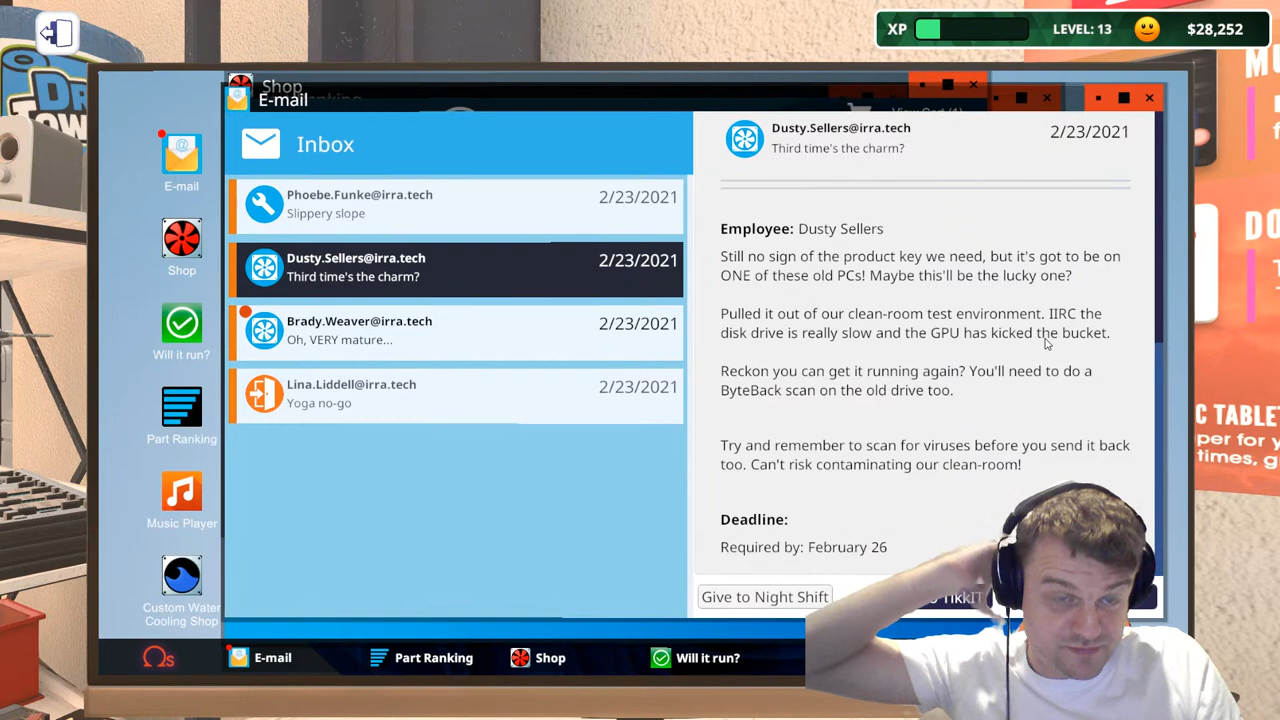 XP
LEVEL: 13
$28,252
Shop
E-mail
Inbox
Phoebe.Funke@irra.tech
2/23/2021
Slippery slope
Dusty.Sellers@irra.tech
2/23/2021
Third time's the charm?
Brady.Weaver@irra.tech
2/23/2021
Oh, VERY mature...
Lina.Liddell@irra.tech
2/23/2021
Yoga no-go
E-mail
Shop
Will it run?
Part Ranking
Music Player
Custom Water
Cooling Shop
Dusty.Sellers@irra.tech
2/23/2021
Third time's the charm?
Employee: Dusty Sellers
Still no sign of the product key we need, but it's got to be on
ONE of these old PCs! Maybe this'll be the lucky one?
Pulled it out of our clean-room test environment. IIRC the
disk drive is really slow and the GPU has kicked the bucket.
Reckon you can get it running again? You'll need to do a
ByteBack scan on the old drive too.
Try and remember to scan for viruses before you send it back
too. Can't risk contaminating our clean-room!
Deadline:
Required by: February 26
Give to Night Shift
E-mail
Part Ranking
Shop
Will it run?